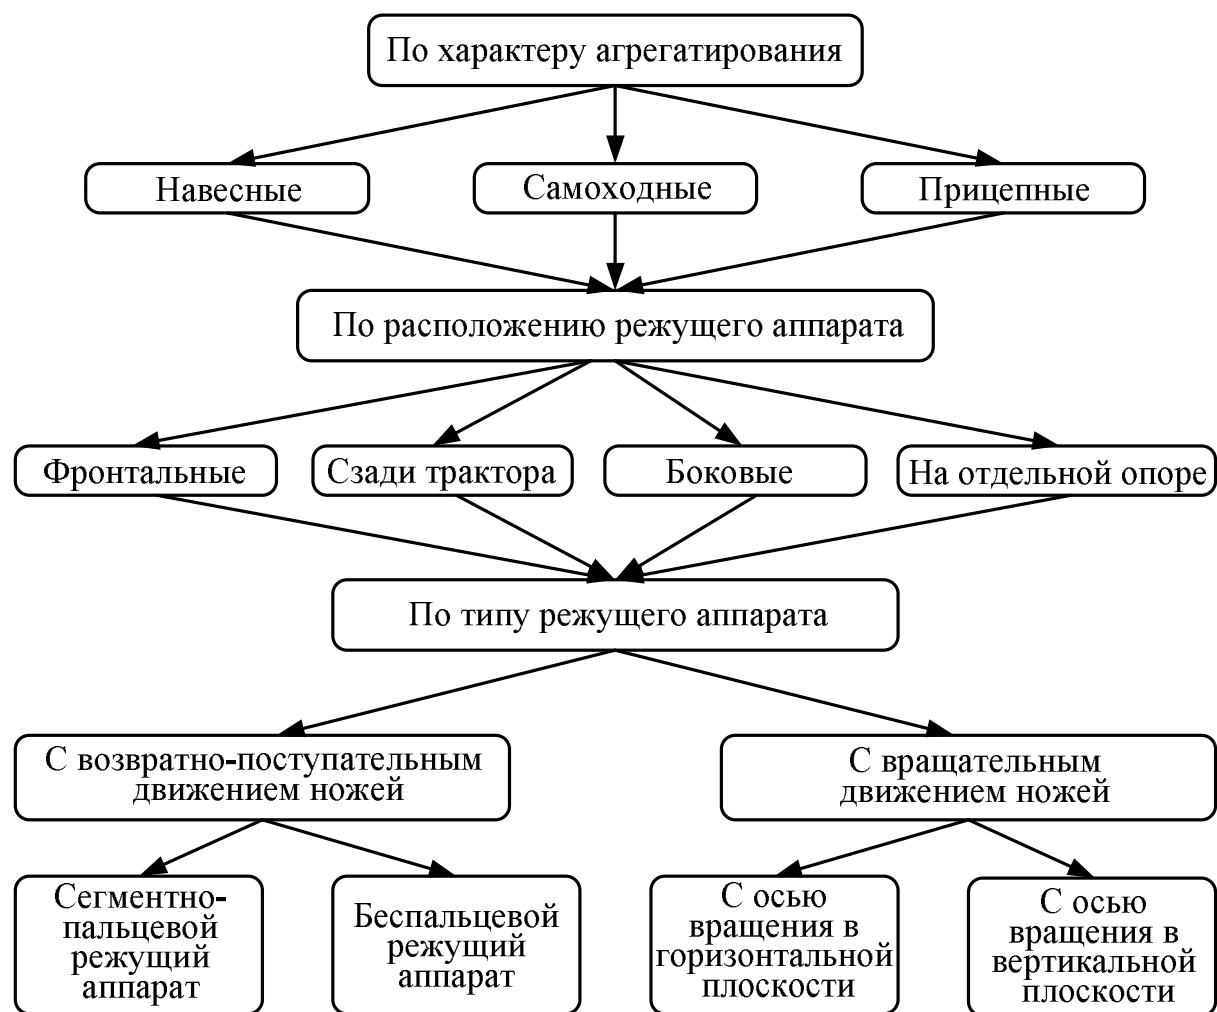 По характеру агрегатирования
Навесные
Самоходные
Прицепные
По расположению режущего аппарата
Фронтальные
Сзади трактора
Боковые
На отдельной опоре
По типу режущего аппарата
С возвратно-поступательным
движением ножей
С вращательным
движением ножей
Сегментно-
пальцевой
режущий
аппарат
Беспальцевой
режущий
аппарат
С осью
вращения в
горизонтальной
плоскости
С осью
вращения в
вертикальной
плоскости